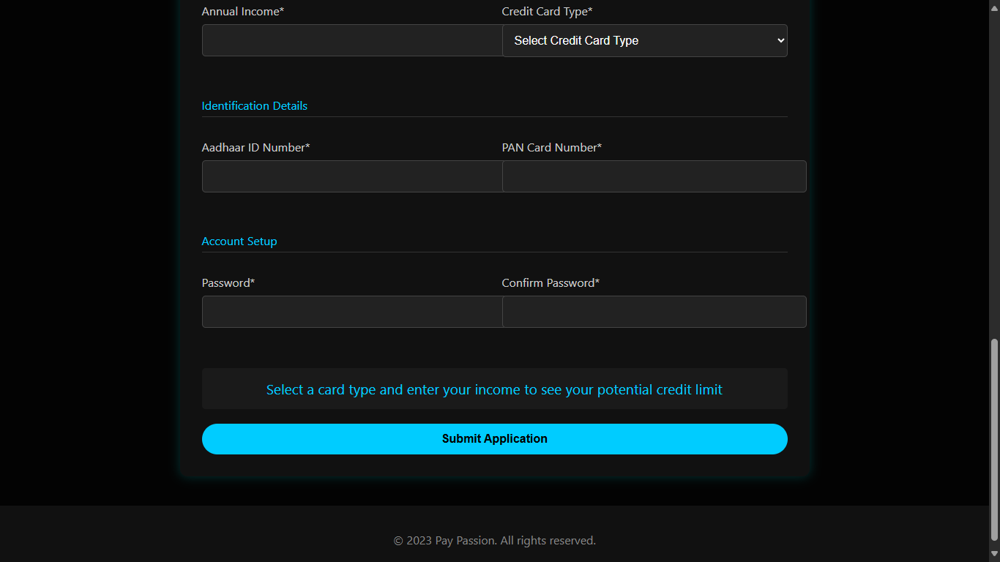 Annual Income*
Credit Card Type*
Select Credit Card Type
Identification Details
Aadhaar ID Number*
PAN Card Number*
Account Setup
Password*
Confirm Password*
Select a card type and enter your income to see your potential credit limit
Submit Application
© 2023 Pay Passion. All rights reserved.